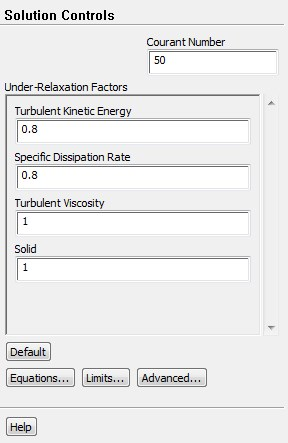 Solution Controls
Courant Number
50
Under-Relaxation Factors
Turbulent Kinetic Energy
0.8
Specific Dissipation Rate
0.8
Turbulent Viscosity
1
Solid
1
Default
Equations... Limits... Advanced...
Help